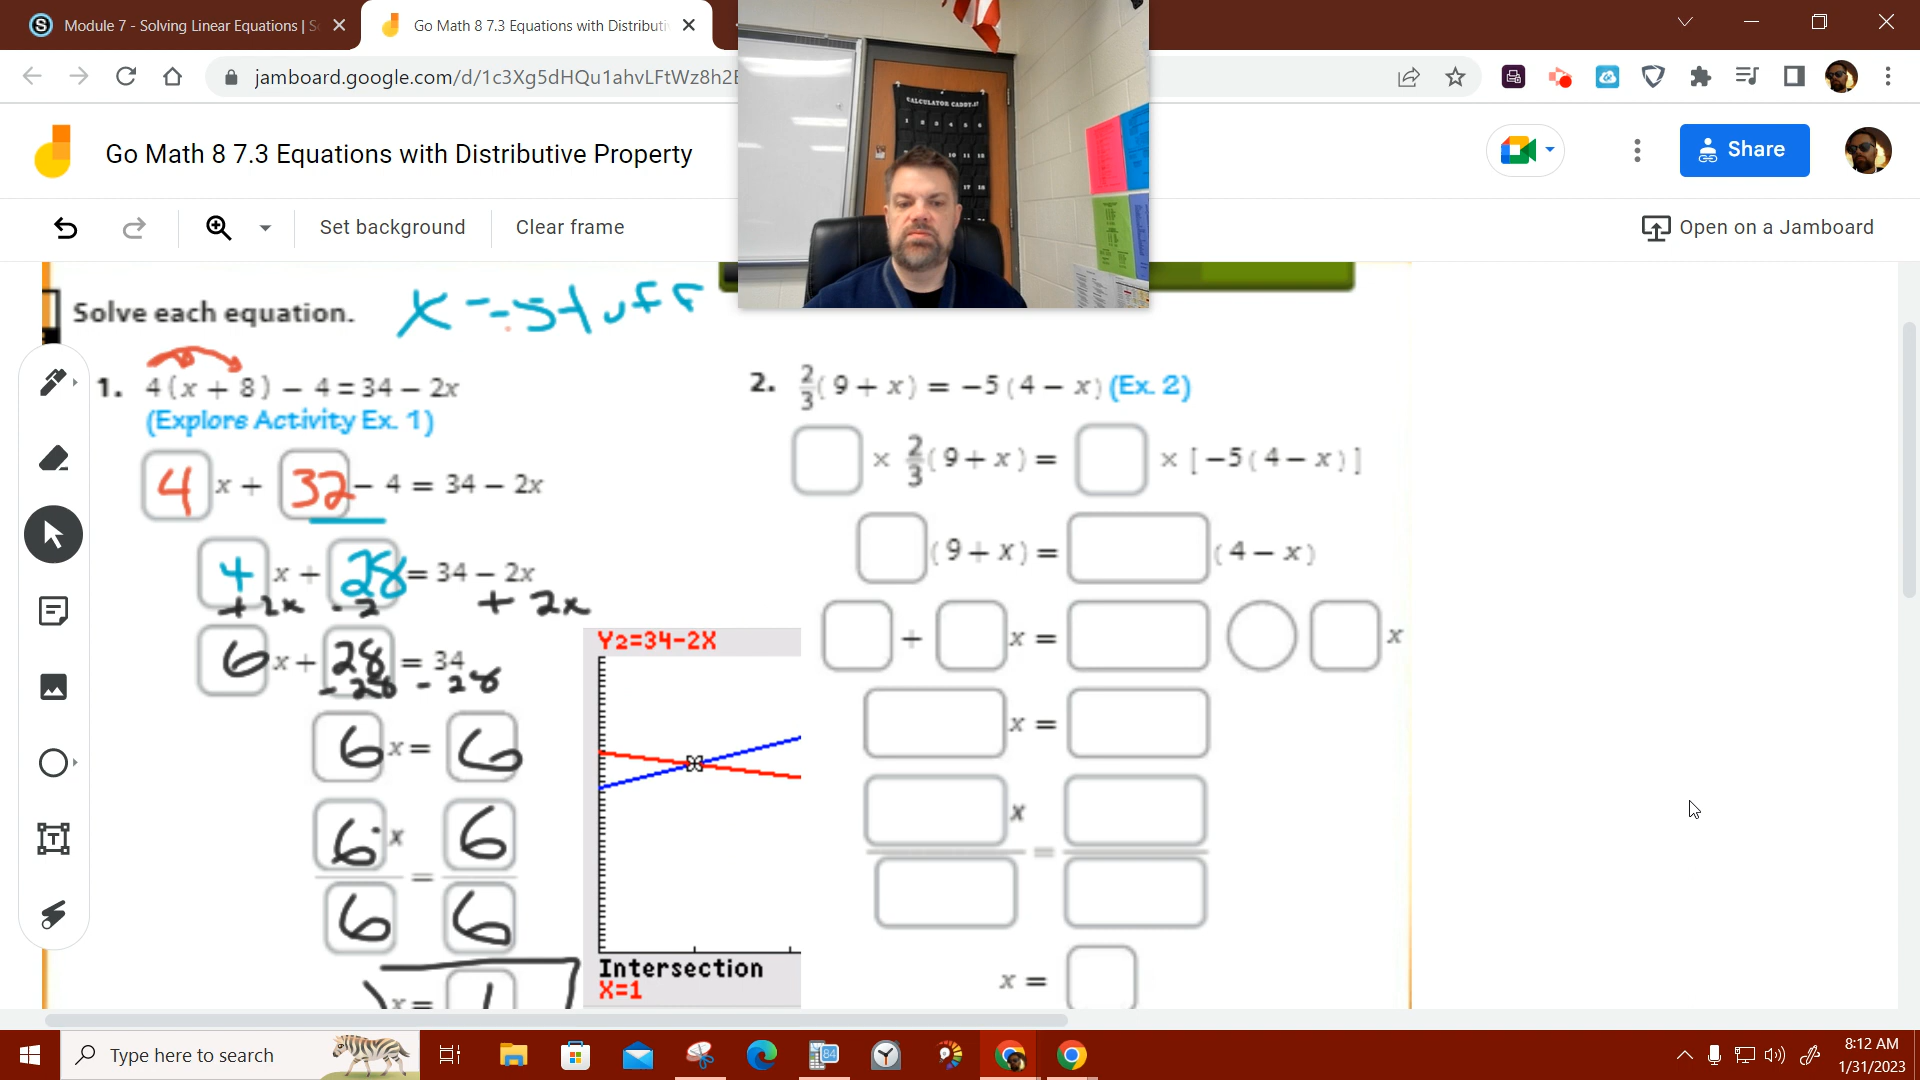 Module 7 - Solving Linear Equations | S
Go Math 8 7.3 Equations with Distributi
jamboard.google.com/d/1c3Xg5dHQu1ahvLFtWz8h2E
Go Math 8 7.3 Equations with Distributive Property
Share
Set background
Clear frame
Open on a Jamboard
CALCULATOR CADDY
Solve each equation.
x = stuff
1. 4(x + 8) – 4 = 34 – 2x
(Explore Activity Ex. 1)
4 x + 32 – 4 = 34 – 2x
4 x + 28 = 34 – 2x
+ 2x - 2 + 2x
6 x + 28 = 34
- 28 - 28
6 x = 6
6 x = 6
6 6
x = 1
Y2=34-2X
Intersection
X=1
2. 2/3(9 + x) = –5(4 – x) (Ex. 2)
× 2/3(9 + x) = × [–5(4 – x)]
(9 + x) = (4 – x)
+ x = x
x =
x
=
x =
Type here to search
84
8:12 AM
1/31/2023